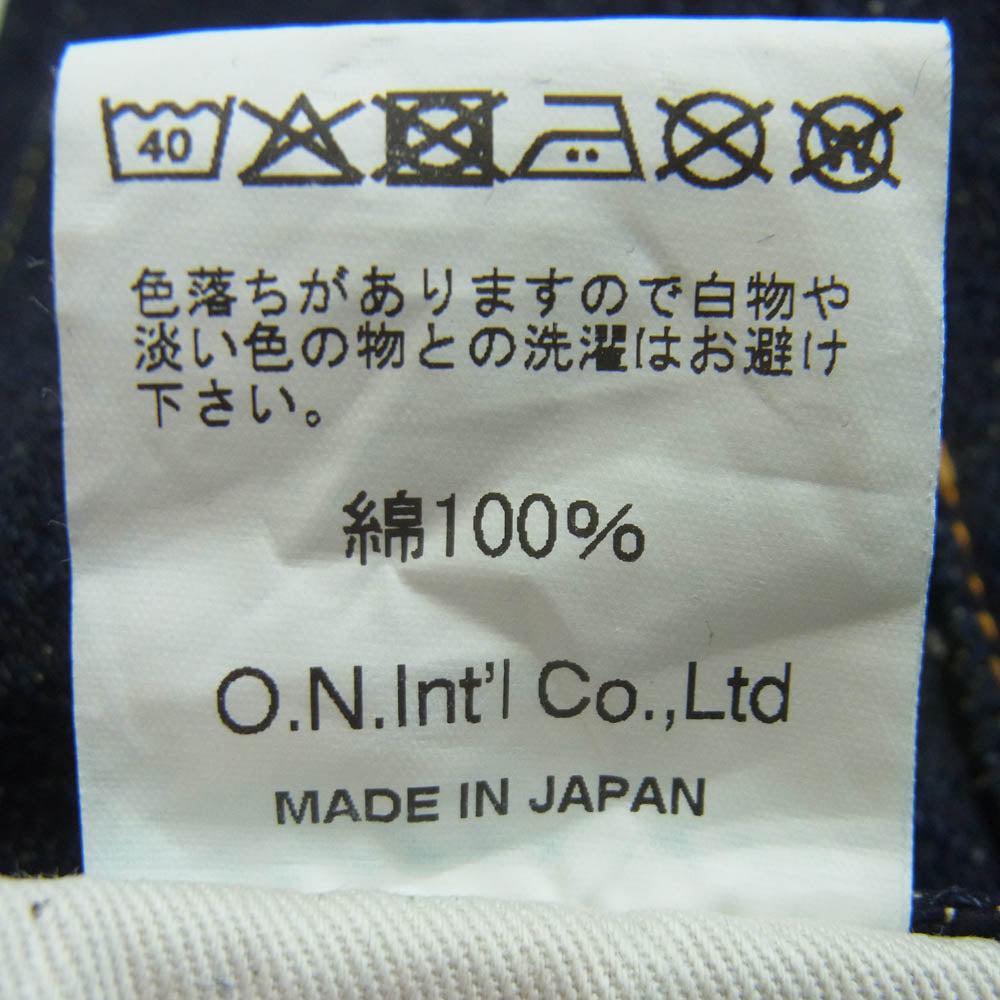 40
W
色落ちがありますので白物や
淡い色の物との洗濯はお避け
下さい。
綿100%
O.N.Int'l Co.,Ltd
MADE IN JAPAN